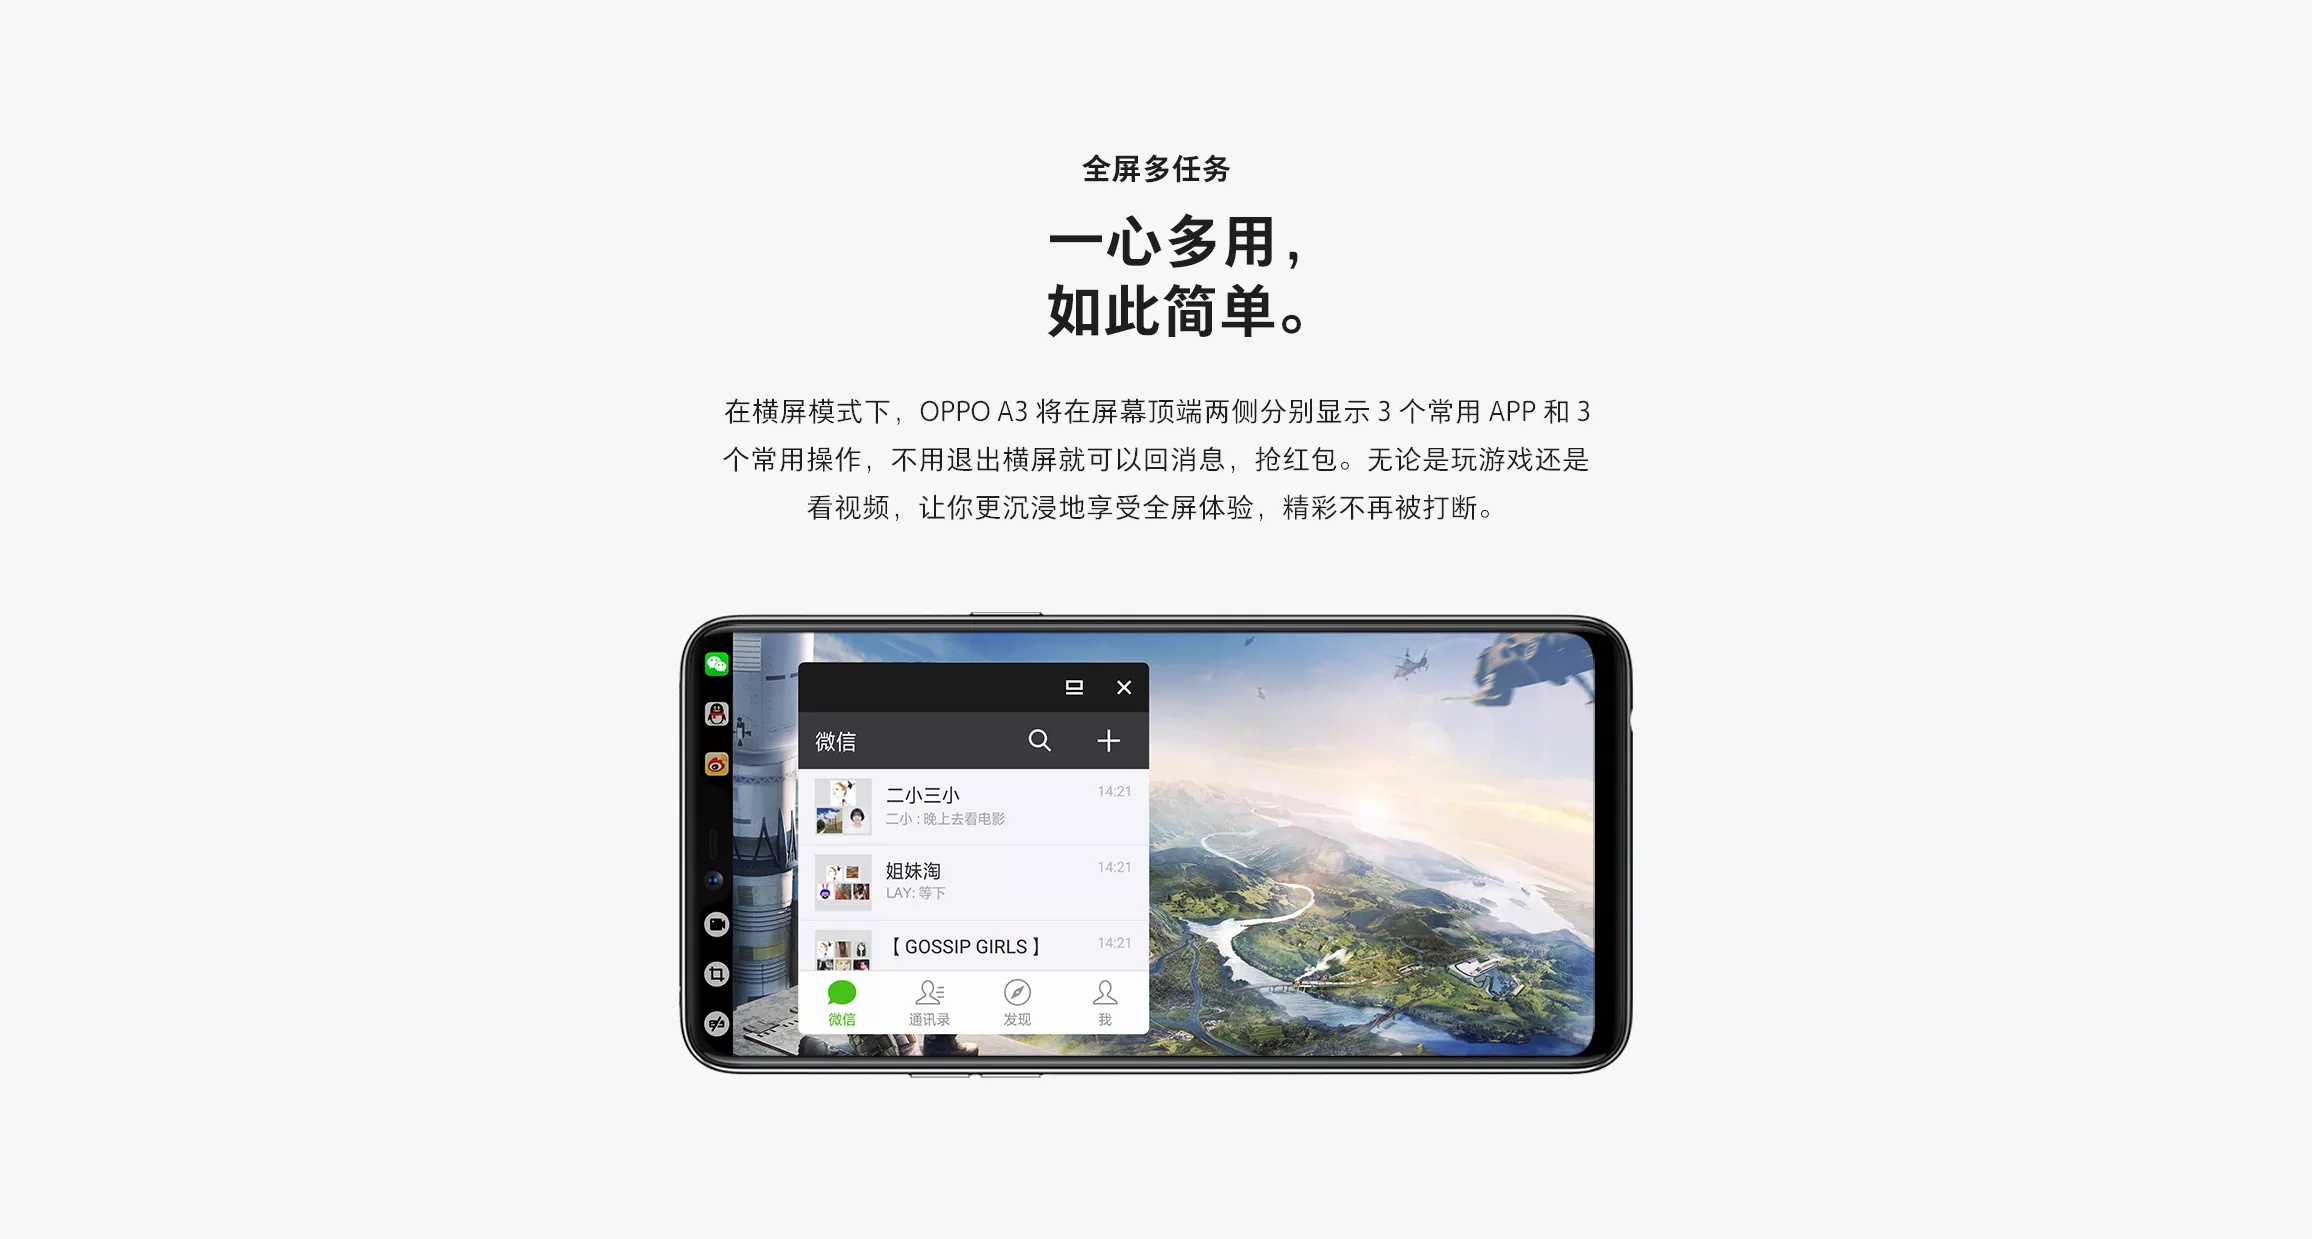 全屏多任务
一心多用，
如此简单。
在横屏模式下，OPPO A3 将在屏幕顶端两侧分别显示 3 个常用 APP 和 3
个常用操作，不用退出横屏就可以回消息，抢红包。无论是玩游戏还是
看视频，让你更沉浸地享受全屏体验，精彩不再被打断。
微信
二小三小 14:21
二小 : 晚上去看电影
姐妹淘 14:21
LAY: 等下
【 GOSSIP GIRLS 】 14:21
微信 通讯录 发现 我